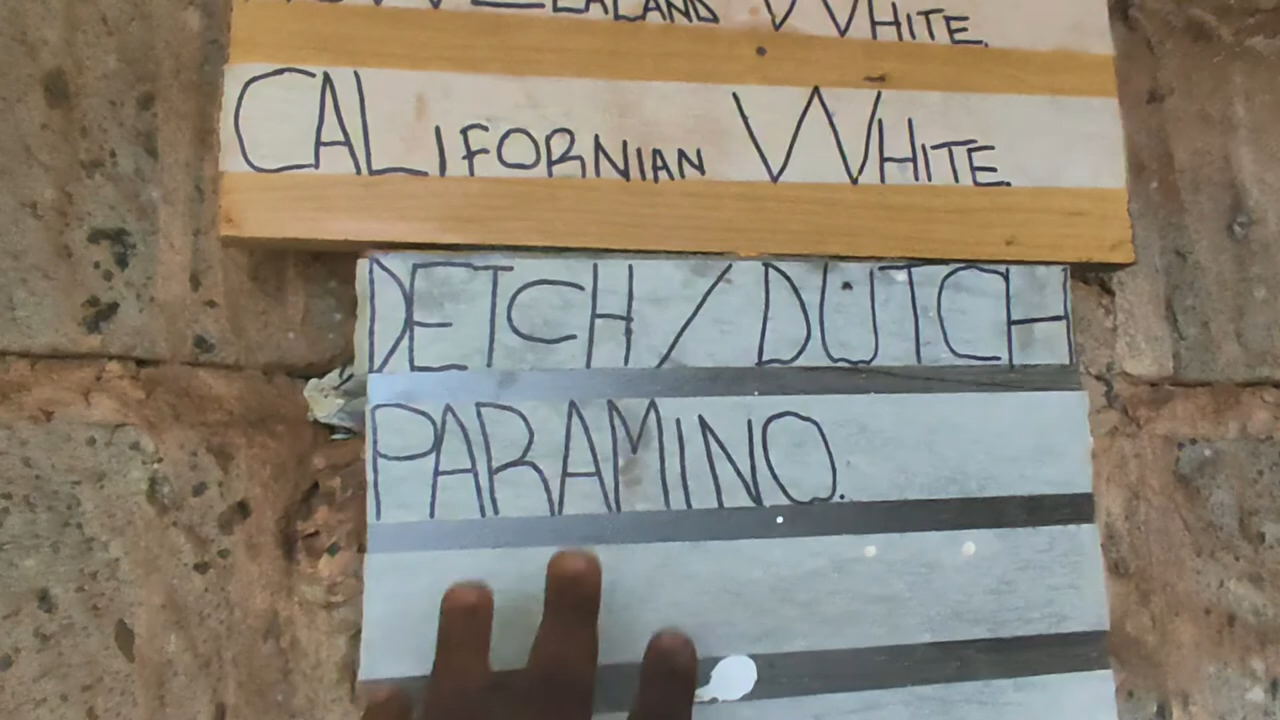 ZEALAND WHITE.
CALIFORNIAN WHITE.
DETCH/DUTCH
PARAMINO.